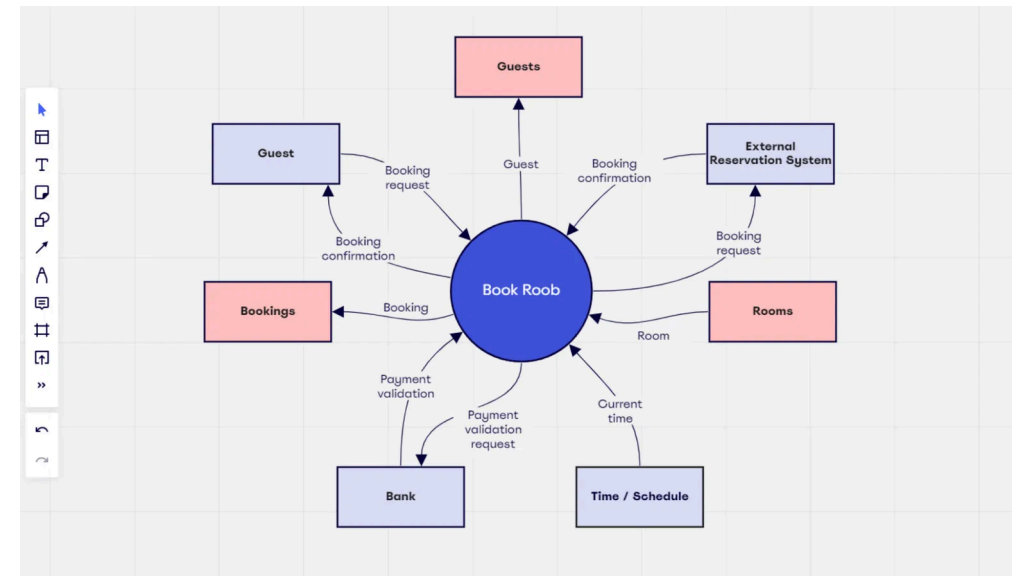 Guests
Guest
External
Reservation System
Guest
Booking
request
Booking
confirmation
Booking
confirmation
Booking
request
Book Roob
Bookings
Booking
Rooms
Room
Payment
validation
Payment
validation
request
Current
time
Bank
Time / Schedule